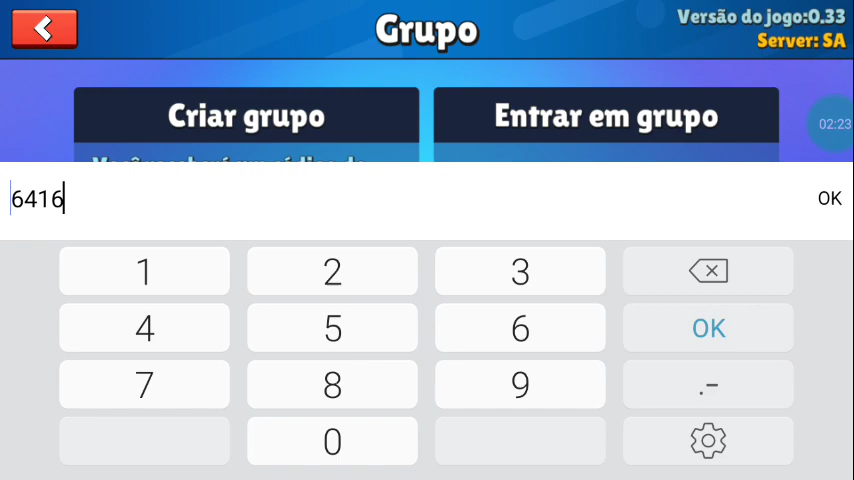 Grupo
Versão do jogo:0.33
Server: SA
Criar grupo
Entrar em grupo
02:23
6416
OK
1 2 3
4 5 6 OK
7 8 9 .-
0